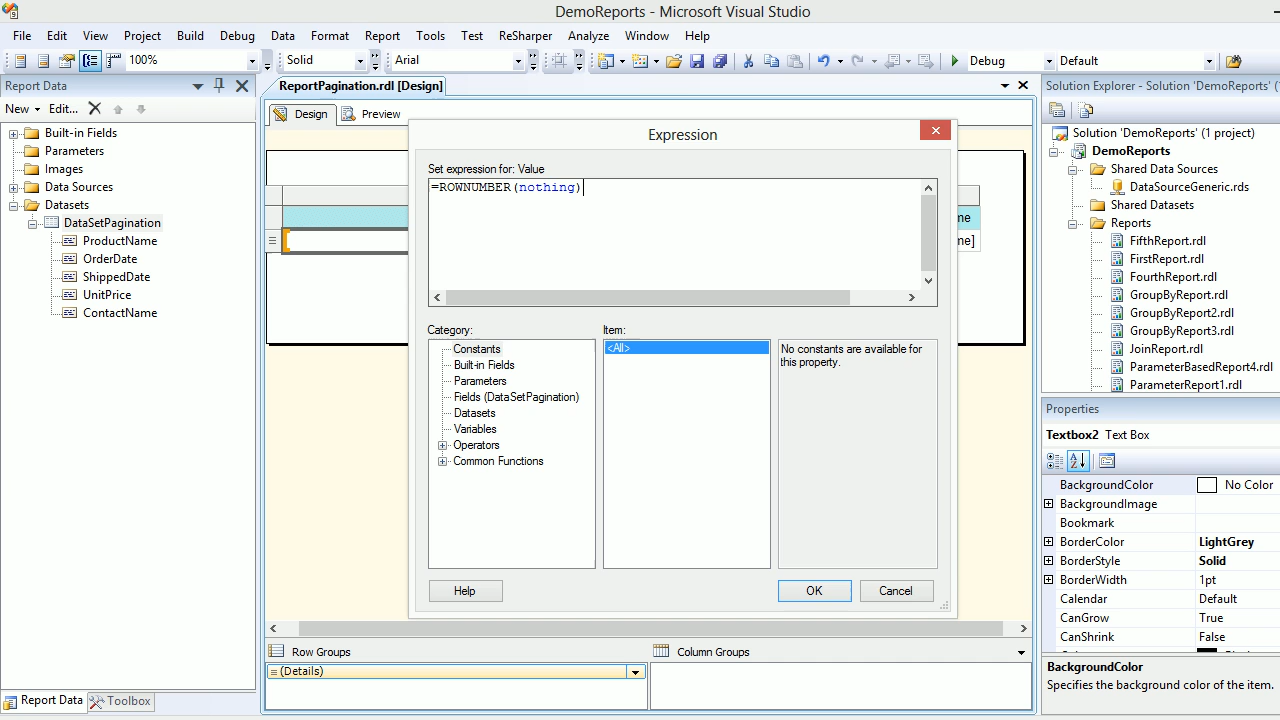 DemoReports - Microsoft Visual Studio
File Edit View Project Build Debug Data Format Report Tools Test ReSharper Analyze Window Help
100% Solid Arial Debug Default
Report Data
New Edit...
Built-in Fields
Parameters
Images
Data Sources
Datasets
DataSetPagination
ProductName
OrderDate
ShippedDate
UnitPrice
ContactName
Report Data Toolbox
ReportPagination.rdl [Design]
Design Preview
me
me]
Expression
Set expression for: Value
=ROWNUMBER(nothing)
Category:
Constants
Built-in Fields
Parameters
Fields (DataSetPagination)
Datasets
Variables
Operators
Common Functions
Item:
<All>
No constants are available for
this property.
Help OK Cancel
Row Groups Column Groups
(Details)
Solution Explorer - Solution 'DemoReports' (1
Solution 'DemoReports' (1 project)
DemoReports
Shared Data Sources
DataSourceGeneric.rds
Shared Datasets
Reports
FifthReport.rdl
FirstReport.rdl
FourthReport.rdl
GroupByReport.rdl
GroupByReport2.rdl
GroupByReport3.rdl
JoinReport.rdl
ParameterBasedReport4.rdl
ParameterReport1.rdl
Properties
Textbox2 Text Box
BackgroundColor No Color
BackgroundImage
Bookmark
BorderColor LightGrey
BorderStyle Solid
BorderWidth 1pt
Calendar Default
CanGrow True
CanShrink False
BackgroundColor
Specifies the background color of the item.